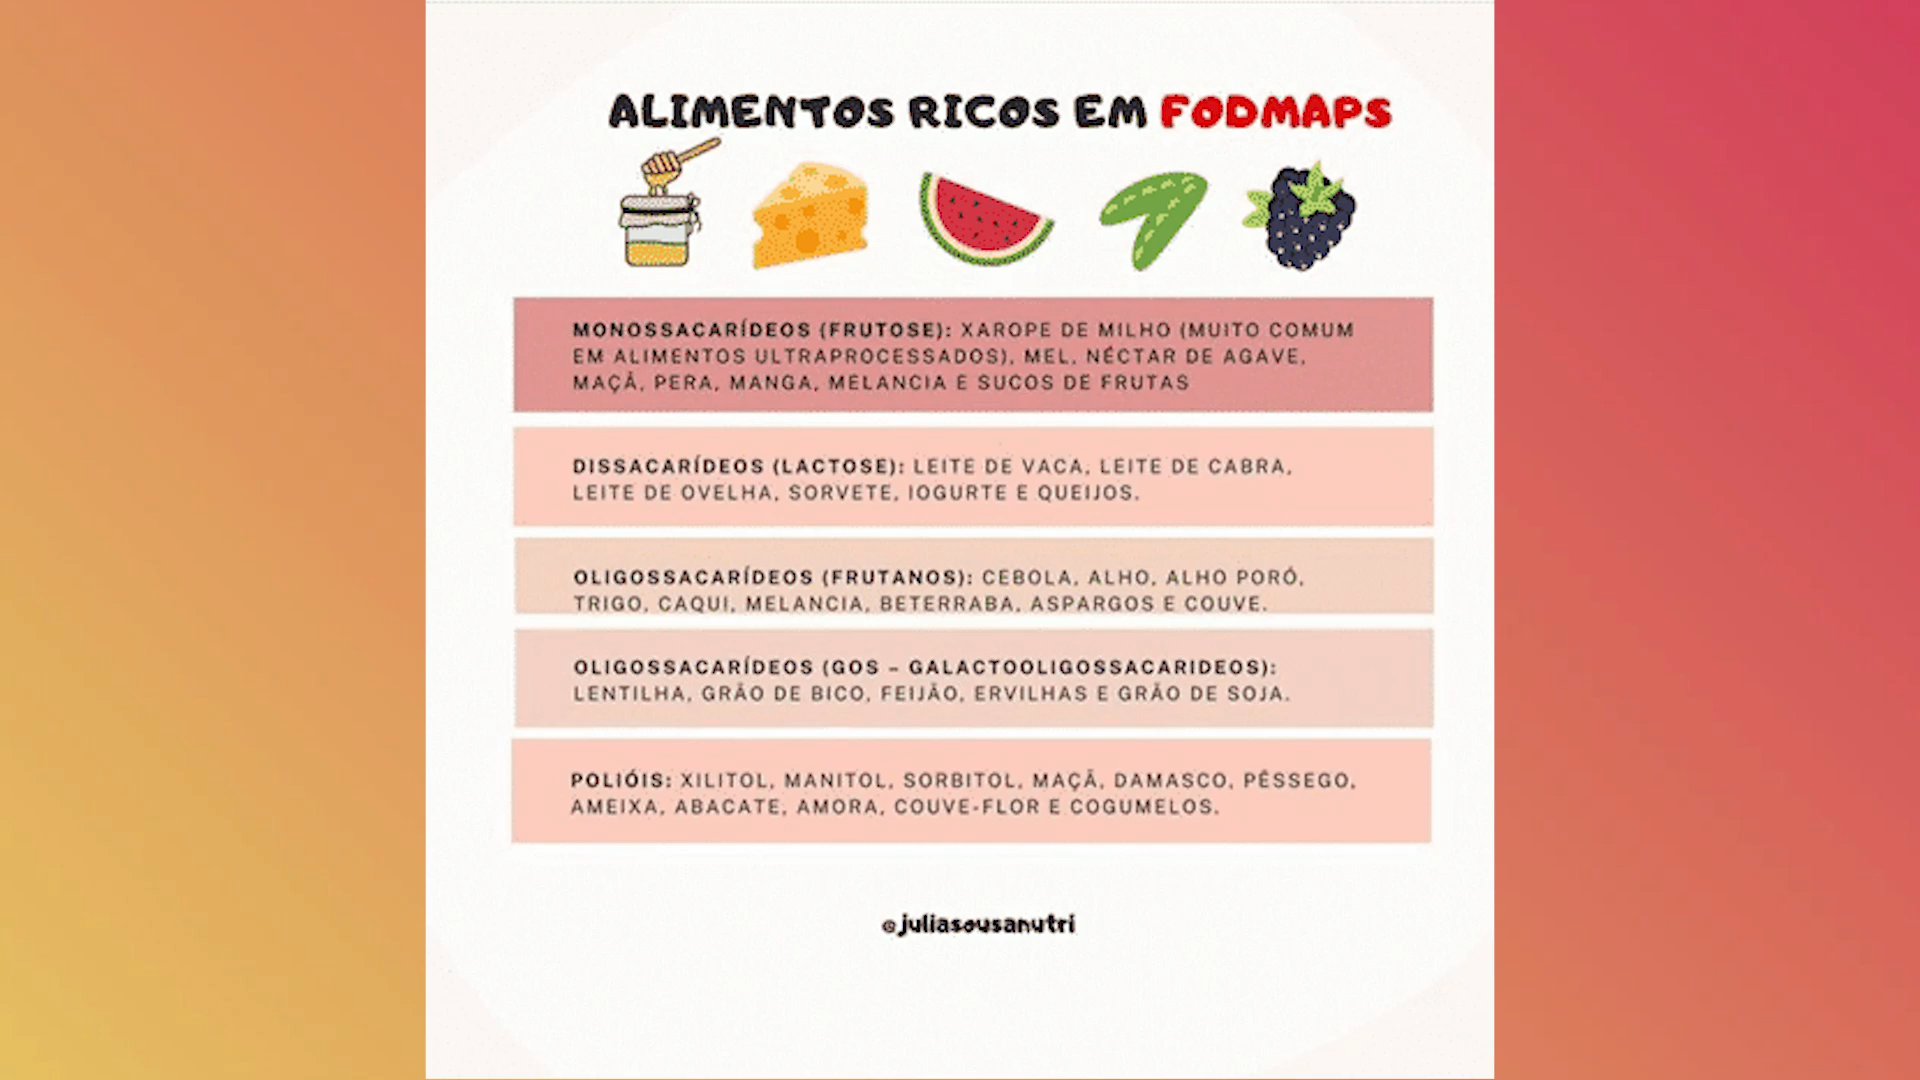 ALIMENTOS RICOS EM FODMAPS
MONOSSACARÍDEOS (FRUTOSE): XAROPE DE MILHO (MUITO COMUM
EM ALIMENTOS ULTRAPROCESSADOS), MEL, NÉCTAR DE AGAVE,
MAÇÃ, PERA, MANGA, MELANCIA E SUCOS DE FRUTAS
DISSACARÍDEOS (LACTOSE): LEITE DE VACA, LEITE DE CABRA,
LEITE DE OVELHA, SORVETE, IOGURTE E QUEIJOS.
OLIGOSSACARÍDEOS (FRUTANOS): CEBOLA, ALHO, ALHO PORÓ,
TRIGO, CAQUI, MELANCIA, BETERRABA, ASPARGOS E COUVE.
OLIGOSSACARÍDEOS (GOS – GALACTOOLIGOSSACARIDEOS):
LENTILHA, GRÃO DE BICO, FEIJÃO, ERVILHAS E GRÃO DE SOJA.
POLIÓIS: XILITOL, MANITOL, SORBITOL, MAÇÃ, DAMASCO, PÊSSEGO,
AMEIXA, ABACATE, AMORA, COUVE-FLOR E COGUMELOS.
@juliasousanutri